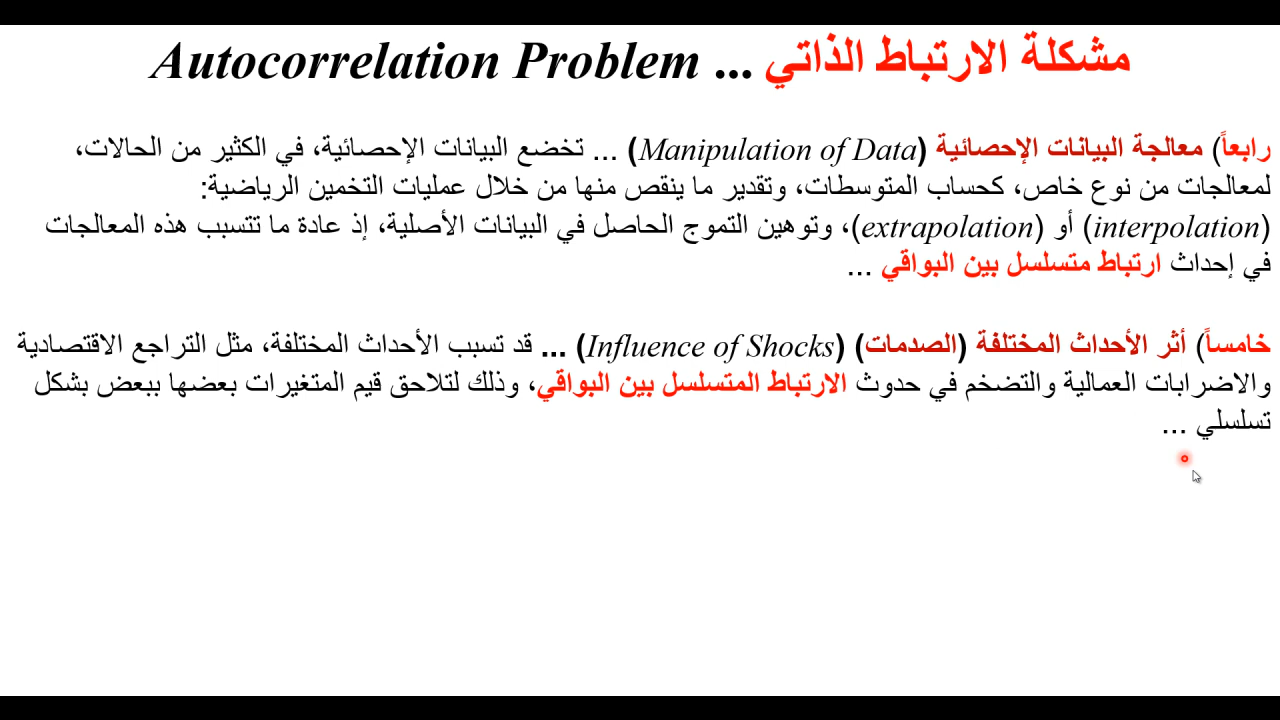 مشكلة الارتباط الذاتي ... Autocorrelation Problem
رابعاً) معالجة البيانات الإحصائية (Manipulation of Data) ... تخضع البيانات الإحصائية، في الكثير من الحالات،
لمعالجات من نوع خاص، كحساب المتوسطات، وتقدير ما ينقص منها من خلال عمليات التخمين الرياضية:
(interpolation) أو (extrapolation)، وتوهين التموج الحاصل في البيانات الأصلية، إذ عادة ما تتسبب هذه المعالجات
في إحداث ارتباط متسلسل بين البواقي ...
خامساً) أثر الأحداث المختلفة (الصدمات) (Influence of Shocks) ... قد تسبب الأحداث المختلفة، مثل التراجع الاقتصادية
والاضرابات العمالية والتضخم في حدوث الارتباط المتسلسل بين البواقي، وذلك لتلاحق قيم المتغيرات بعضها ببعض بشكل
تسلسلي ...